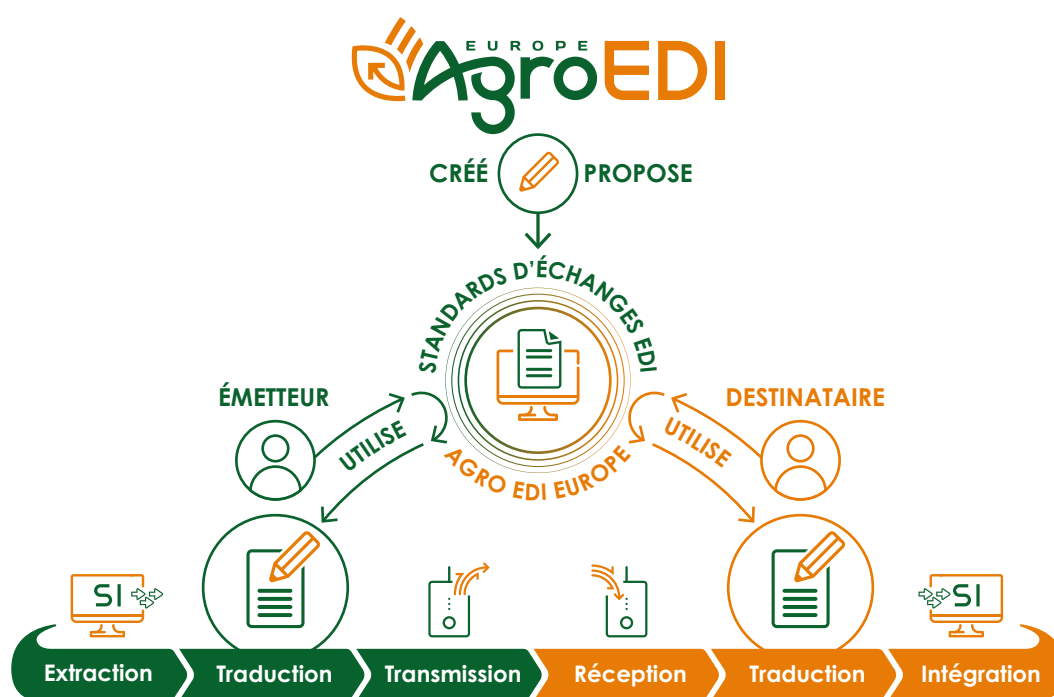 EUROPE
AgroEDI
CRÉÉ PROPOSE
STANDARDS D'ÉCHANGES EDI
AGRO EDI EUROPE
ÉMETTEUR
UTILISE
DESTINATAIRE
UTILISE
SI
SI
Extraction
Traduction
Transmission
Réception
Traduction
Intégration